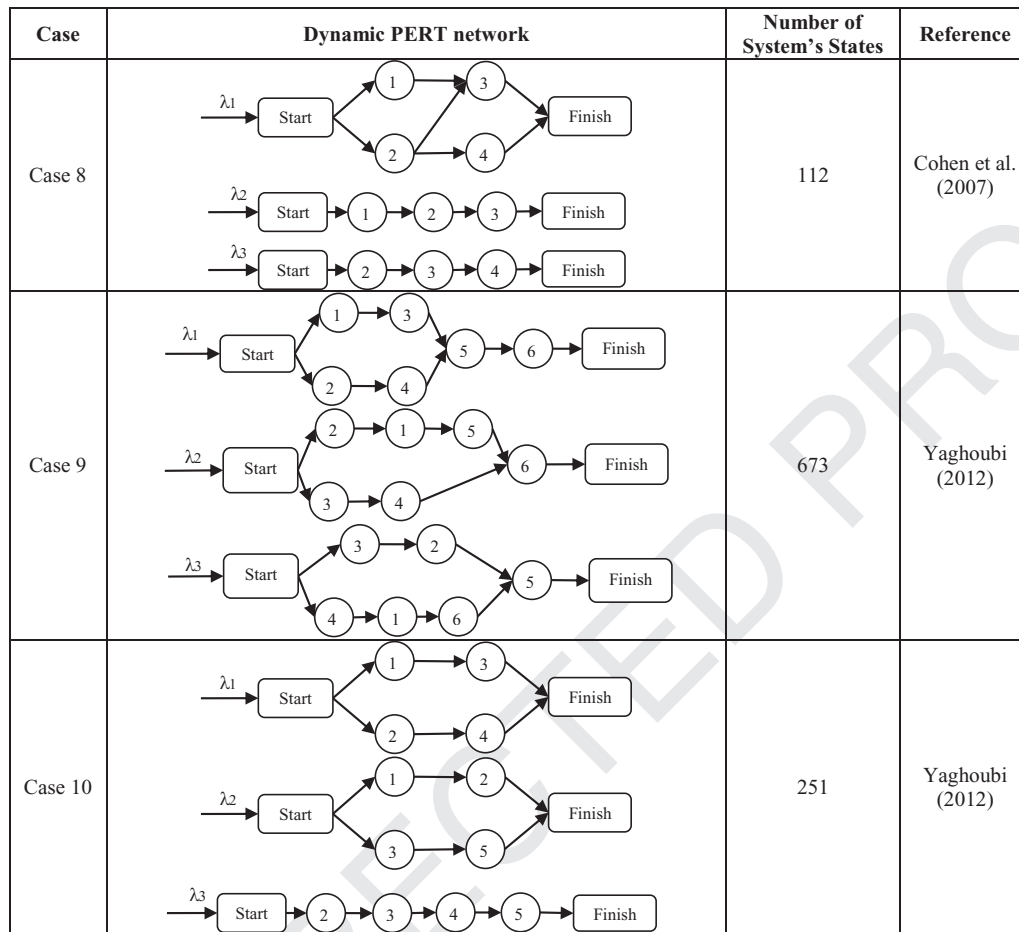 Case Dynamic PERT network Number of System's States Reference
Case 8
λ1 Start 1 3 Finish
2 4
λ2 Start 1 2 3 Finish
λ3 Start 2 3 4 Finish
112
Cohen et al.
(2007)
Case 9
λ1 Start 1 3 5 6 Finish
2 4
λ2 Start 2 1 5 6 Finish
3 4
λ3 Start 3 2 5 Finish
4 1 6
673
Yaghoubi
(2012)
Case 10
λ1 Start 1 3 Finish
2 4
λ2 Start 1 2 Finish
3 5
λ3 Start 2 3 4 5 Finish
251
Yaghoubi
(2012)
ECTED PRO